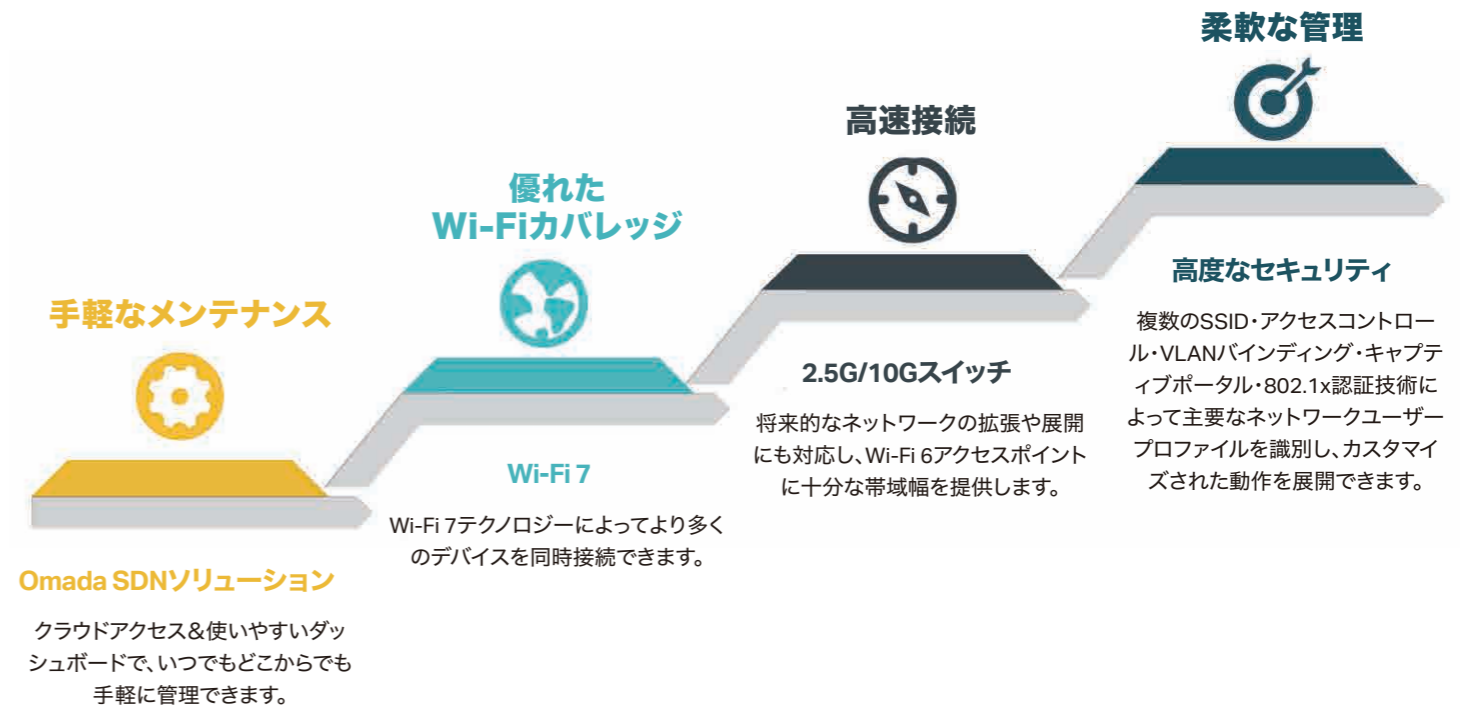 手軽なメンテナンス
Omada SDNソリューション
クラウドアクセス&使いやすいダッ
シュボードで、いつでもどこからでも
手軽に管理できます。
優れた
Wi-Fiカバレッジ
Wi-Fi 7
Wi-Fi 7テクノロジーによってより多く
のデバイスを同時接続できます。
高速接続
2.5G/10Gスイッチ
将来的なネットワークの拡張や展開
にも対応し、Wi-Fi 6アクセスポイント
に十分な帯域幅を提供します。
柔軟な管理
高度なセキュリティ
複数のSSID・アクセスコントロー
ル・VLANバインディング・キャプテ
ィブポータル・802.1x認証技術に
よって主要なネットワークユーザー
プロファイルを識別し、カスタマイ
ズされた動作を展開できます。